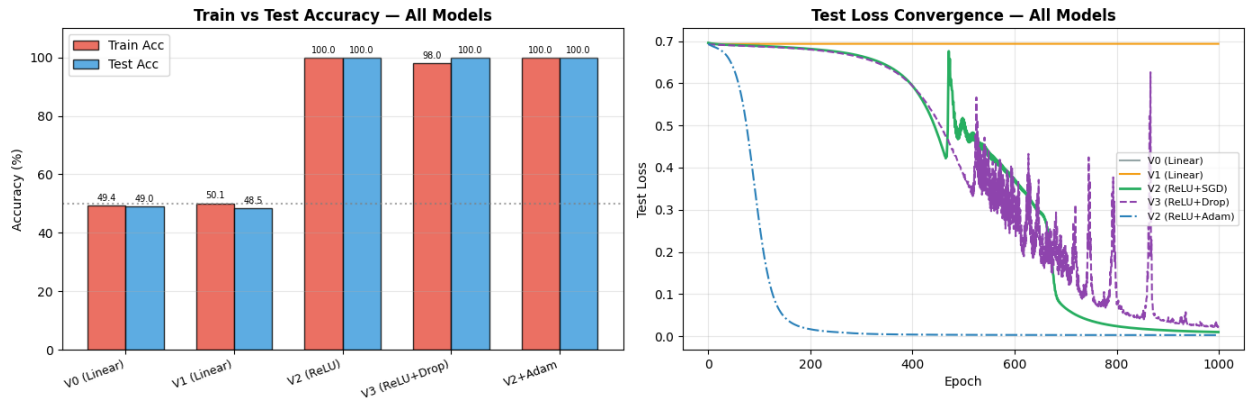 Train vs Test Accuracy — All Models
Train Acc
Test Acc
Accuracy (%)
100
80
60
40
20
0
49.4
49.0
50.1
48.5
100.0
100.0
98.0
100.0
100.0
100.0
V0 (Linear)
V1 (Linear)
V2 (ReLU)
V3 (ReLU+Drop)
V2+Adam
Test Loss Convergence — All Models
Test Loss
0.7
0.6
0.5
0.4
0.3
0.2
0.1
0.0
V0 (Linear)
V1 (Linear)
V2 (ReLU+SGD)
V3 (ReLU+Drop)
V2 (ReLU+Adam)
0
200
400
600
800
1000
Epoch